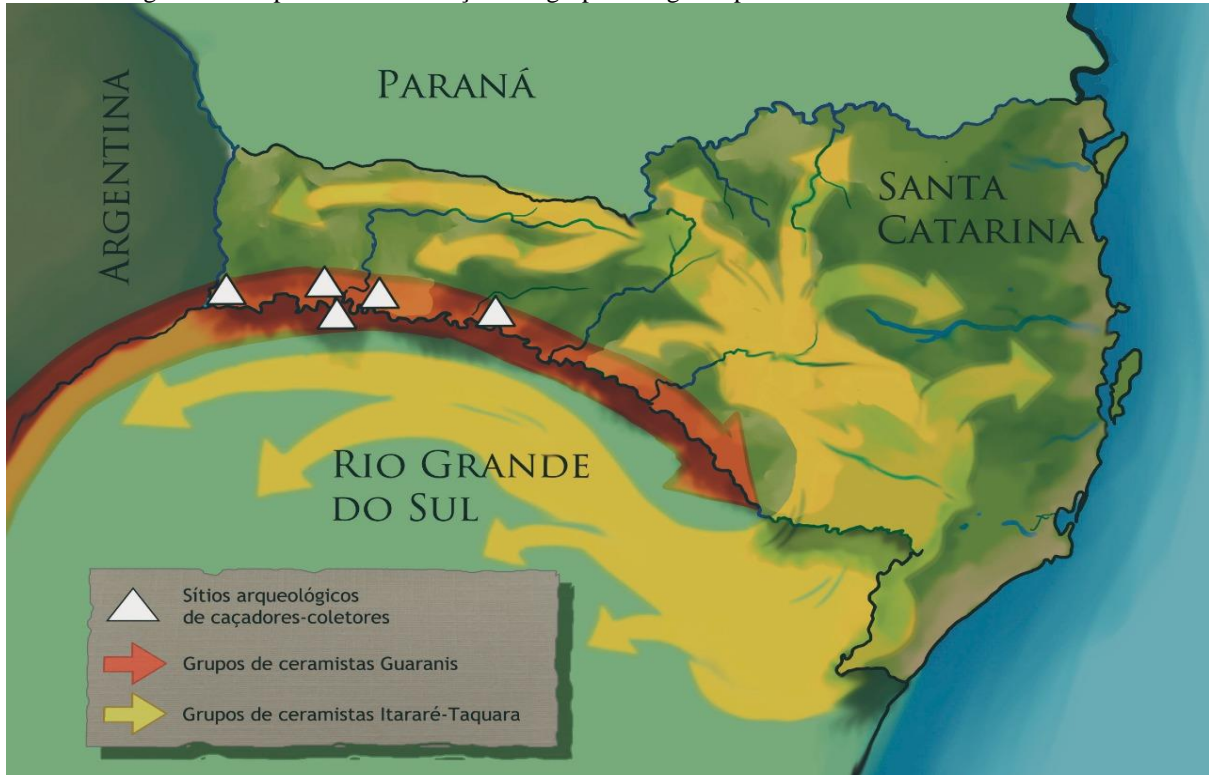 PARANÁ
ARGENTINA
SANTA
CATARINA
RIO GRANDE
DO SUL
Sítios arqueológicos
de caçadores-coletores
Grupos de ceramistas Guaranis
Grupos de ceramistas Itararé-Taquara